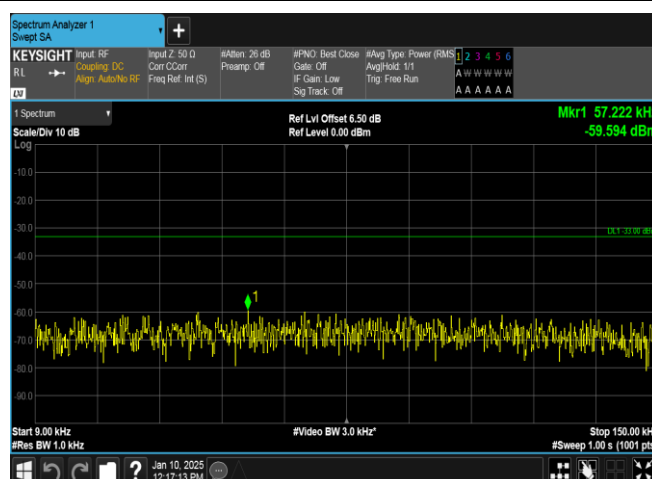 Spectrum Analyzer 1
Swept SA
+
KEYSIGHT Input: RF Input Z: 50 Ω #Atten: 26 dB #PNO: Best Close #Avg Type: Power (RMS 1 2 3 4 5 6
RL Coupling: DC Corr CCorr Preamp: Off Gate: Off Avg|Hold: 1/1 A W W W W W
Align: Auto/No RF Freq Ref: Int (S) IF Gain: Low Trig: Free Run
LXI Sig Track: Off A A A A A A
1 Spectrum Ref Lvl Offset 6.50 dB Mkr1 57.222 kH
Scale/Div 10 dB Ref Level 0.00 dBm -59.594 dBm
Log
-10.0
-20.0
-30.0
DL1 -33.00 dB
-40.0
-50.0
1
-60.0
-70.0
-80.0
-90.0
Start 9.00 kHz #Video BW 3.0 kHz* Stop 150.00 kH
#Res BW 1.0 kHz #Sweep 1.00 s (1001 pts
? Jan 10, 2025
12:17:13 PM